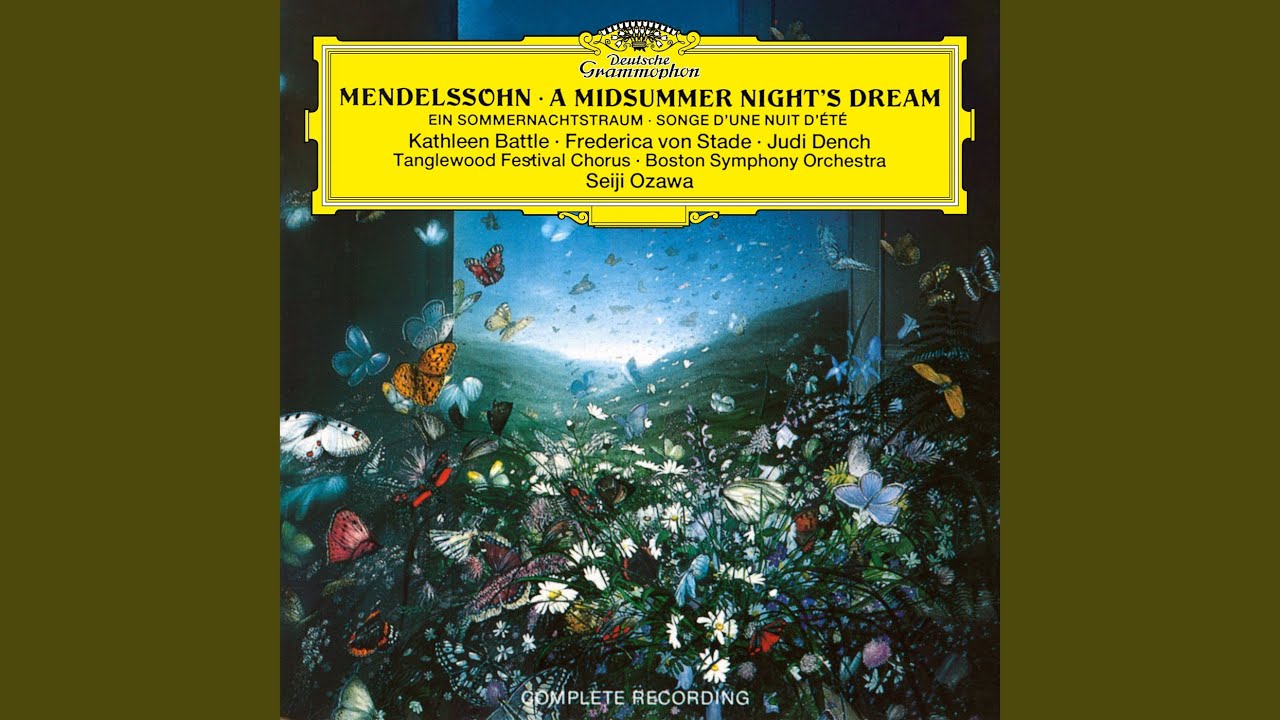 Deutsche
Grammophon
MENDELSSOHN · A MIDSUMMER NIGHT'S DREAM
EIN SOMMERNACHTSTRAUM · SONGE D'UNE NUIT D'ÉTÉ
Kathleen Battle · Frederica von Stade · Judi Dench
Tanglewood Festival Chorus · Boston Symphony Orchestra
Seiji Ozawa
COMPLETE RECORDING